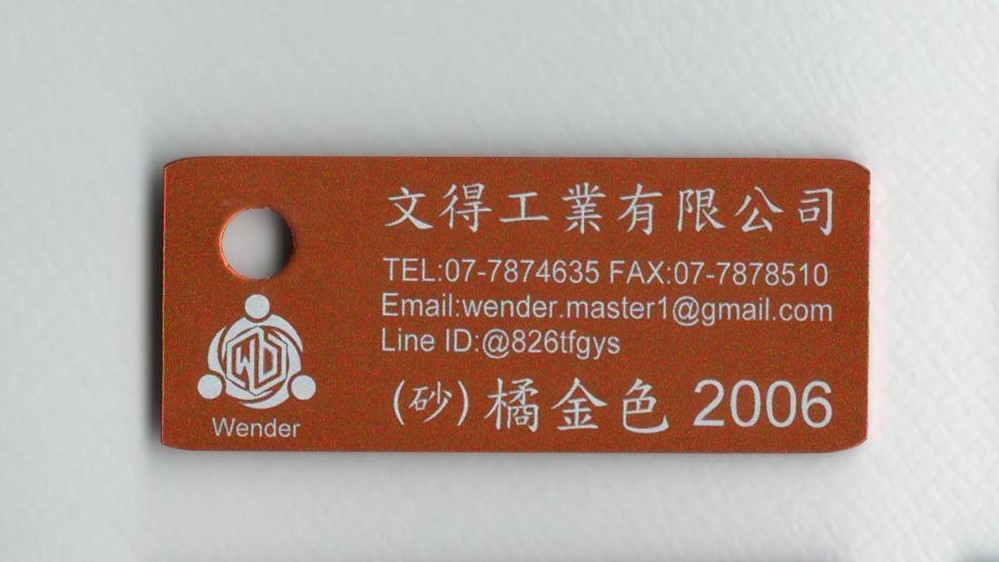 文得工業有限公司
TEL:07-7874635 FAX:07-7878510
Email:wender.master1@gmail.com
Line ID:@826tfgys
(砂) 橘金色 2006
WD
Wender